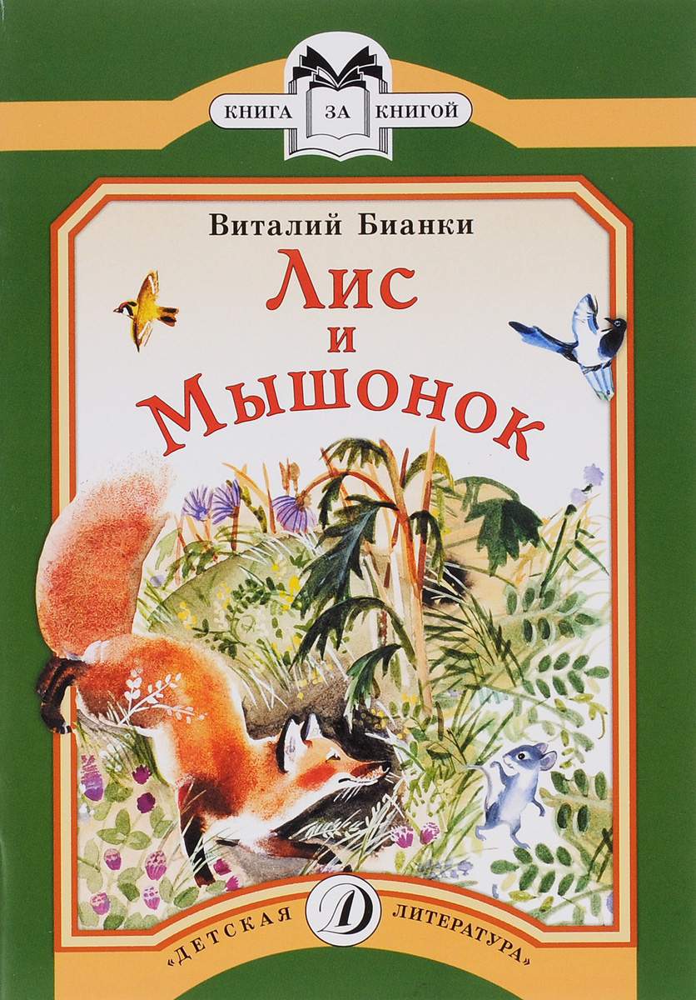 КНИГА ЗА КНИГОЙ
Виталий Бианки
Лис
и
Мышонок
Д
«ДЕТСКАЯ ЛИТЕРАТУРА»